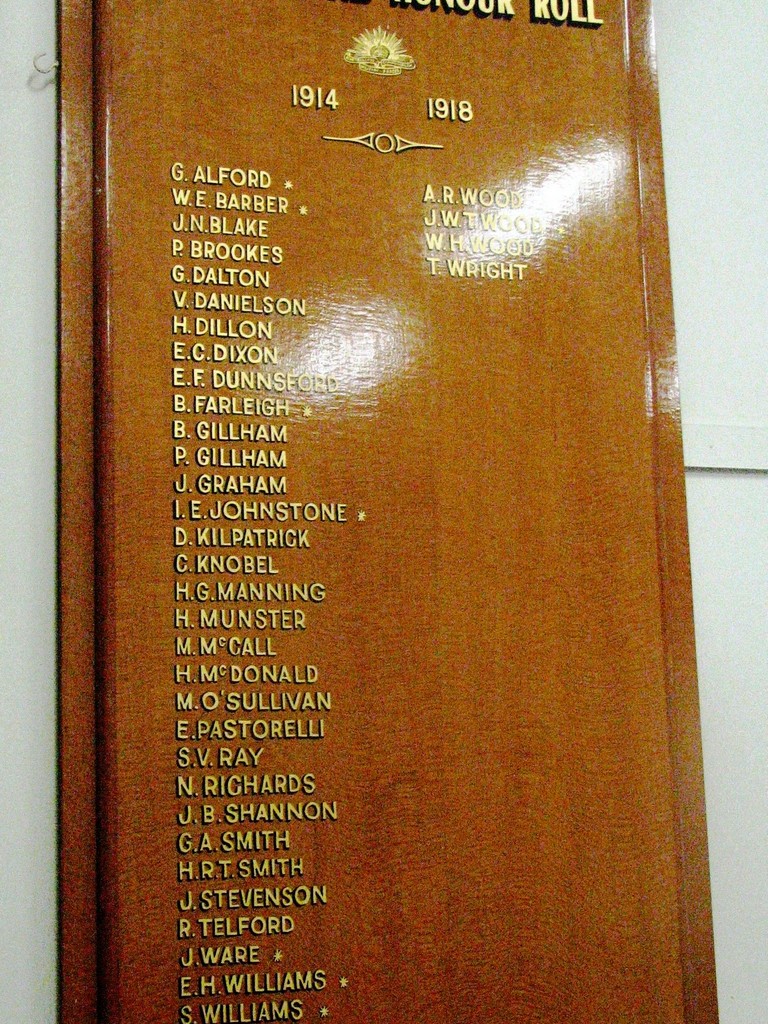 HONOUR ROLL
1914 1918
G. ALFORD *
W.E. BARBER *
J.N. BLAKE
P. BROOKES
G. DALTON
V. DANIELSON
H. DILLON
E.C. DIXON
E.F. DUNNSFORD
B. FARLEIGH *
B. GILLHAM
P. GILLHAM
J. GRAHAM
I.E. JOHNSTONE *
D. KILPATRICK
C. KNOBEL
H.G. MANNING
H. MUNSTER
M. McCALL
H. McDONALD
M. O'SULLIVAN
E. PASTORELLI
S.V. RAY
N. RICHARDS
J.B. SHANNON
G.A. SMITH
H.R.T. SMITH
J. STEVENSON
R. TELFORD
J. WARE *
E.H. WILLIAMS *
S. WILLIAMS *
A.R. WOOD
J.W.T. WOOD *
W.H. WOOD
T. WRIGHT